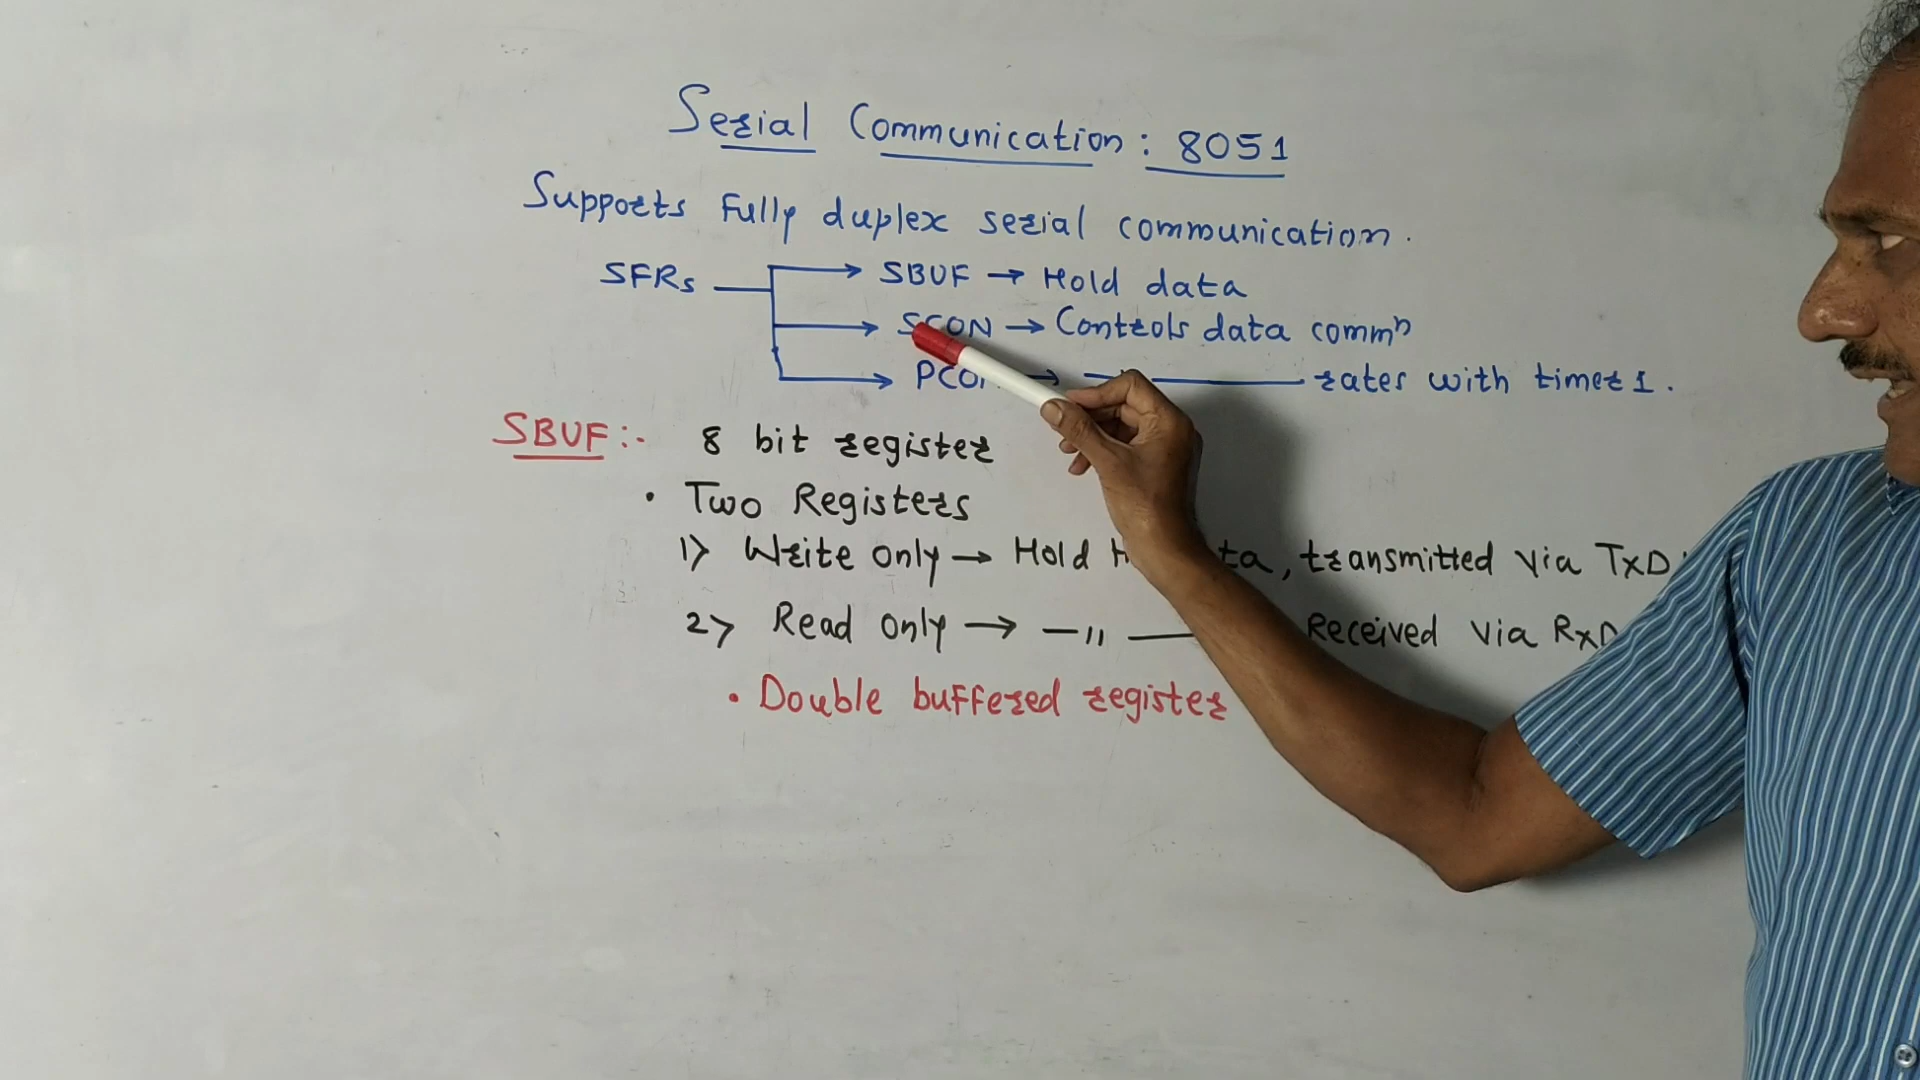 Serial Communication: 8051
Supports Fully duplex serial communication.
SFRs → SBUF → Hold data
→ SCON → Controls data commⁿ
→ PCON → —〃— rates with timer 1.
SBUF:- 8 bit register
• Two Registers
1) Write only → Hold , transmitted via TxD
2) Read only → —〃— Received via RxD
• Double buffered register